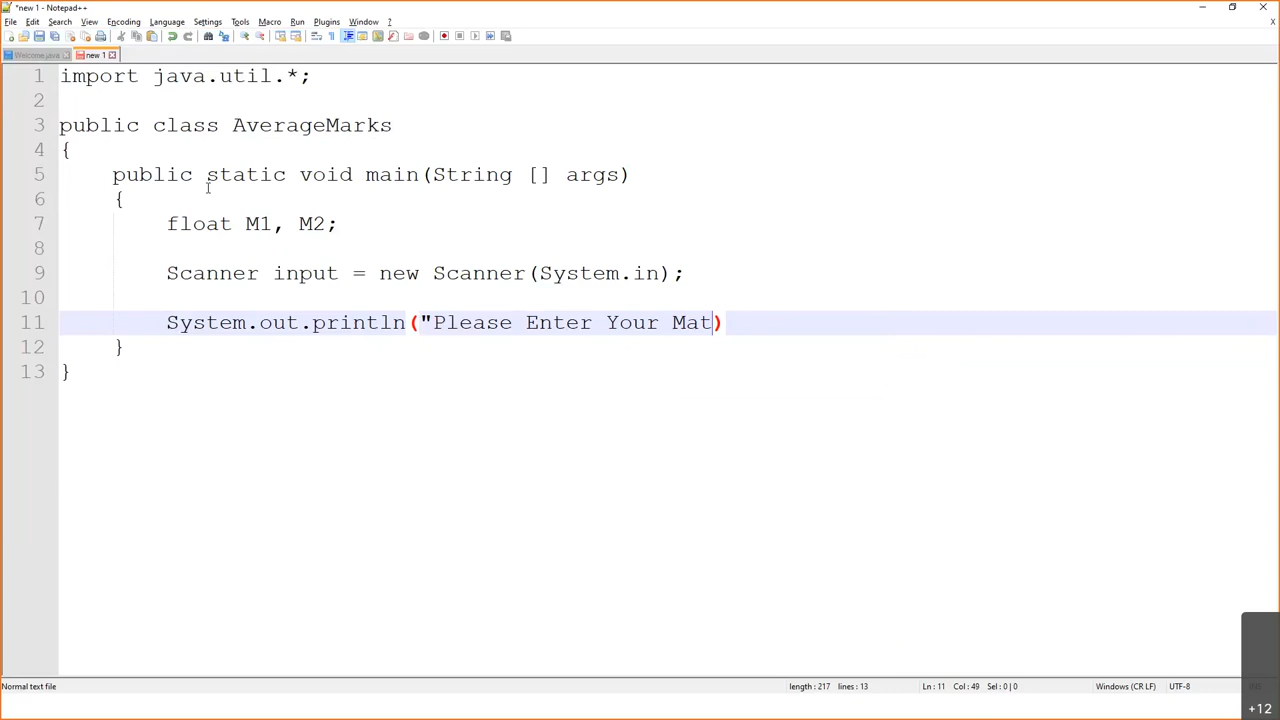 *new 1 - Notepad++
File Edit Search View Encoding Language Settings Tools Macro Run Plugins Window ?
X
Welcome.java new 1
1 import java.util.*;
2
3 public class AverageMarks
4 {
5 public static void main(String [] args)
6 {
7 float M1, M2;
8
9 Scanner input = new Scanner(System.in);
10
11 System.out.println("Please Enter Your Mat)
12 }
13 }
Normal text file length : 217 lines : 13 Ln : 11 Col : 49 Sel : 0 | 0 Windows (CR LF) UTF-8
+12